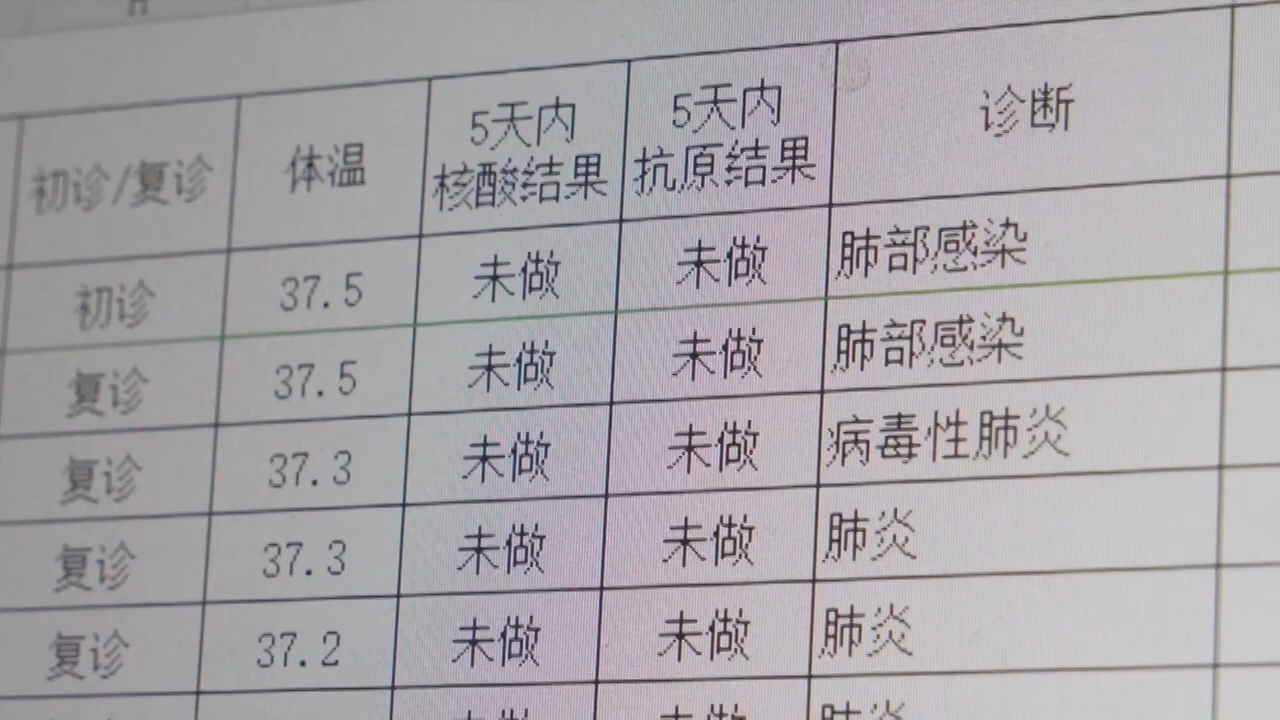 初诊/复诊 体温 5天内核酸结果 5天内抗原结果 诊断
初诊 37.5 未做 未做 肺部感染
复诊 37.5 未做 未做 肺部感染
复诊 37.3 未做 未做 病毒性肺炎
复诊 37.3 未做 未做 肺炎
复诊 37.2 未做 未做 肺炎